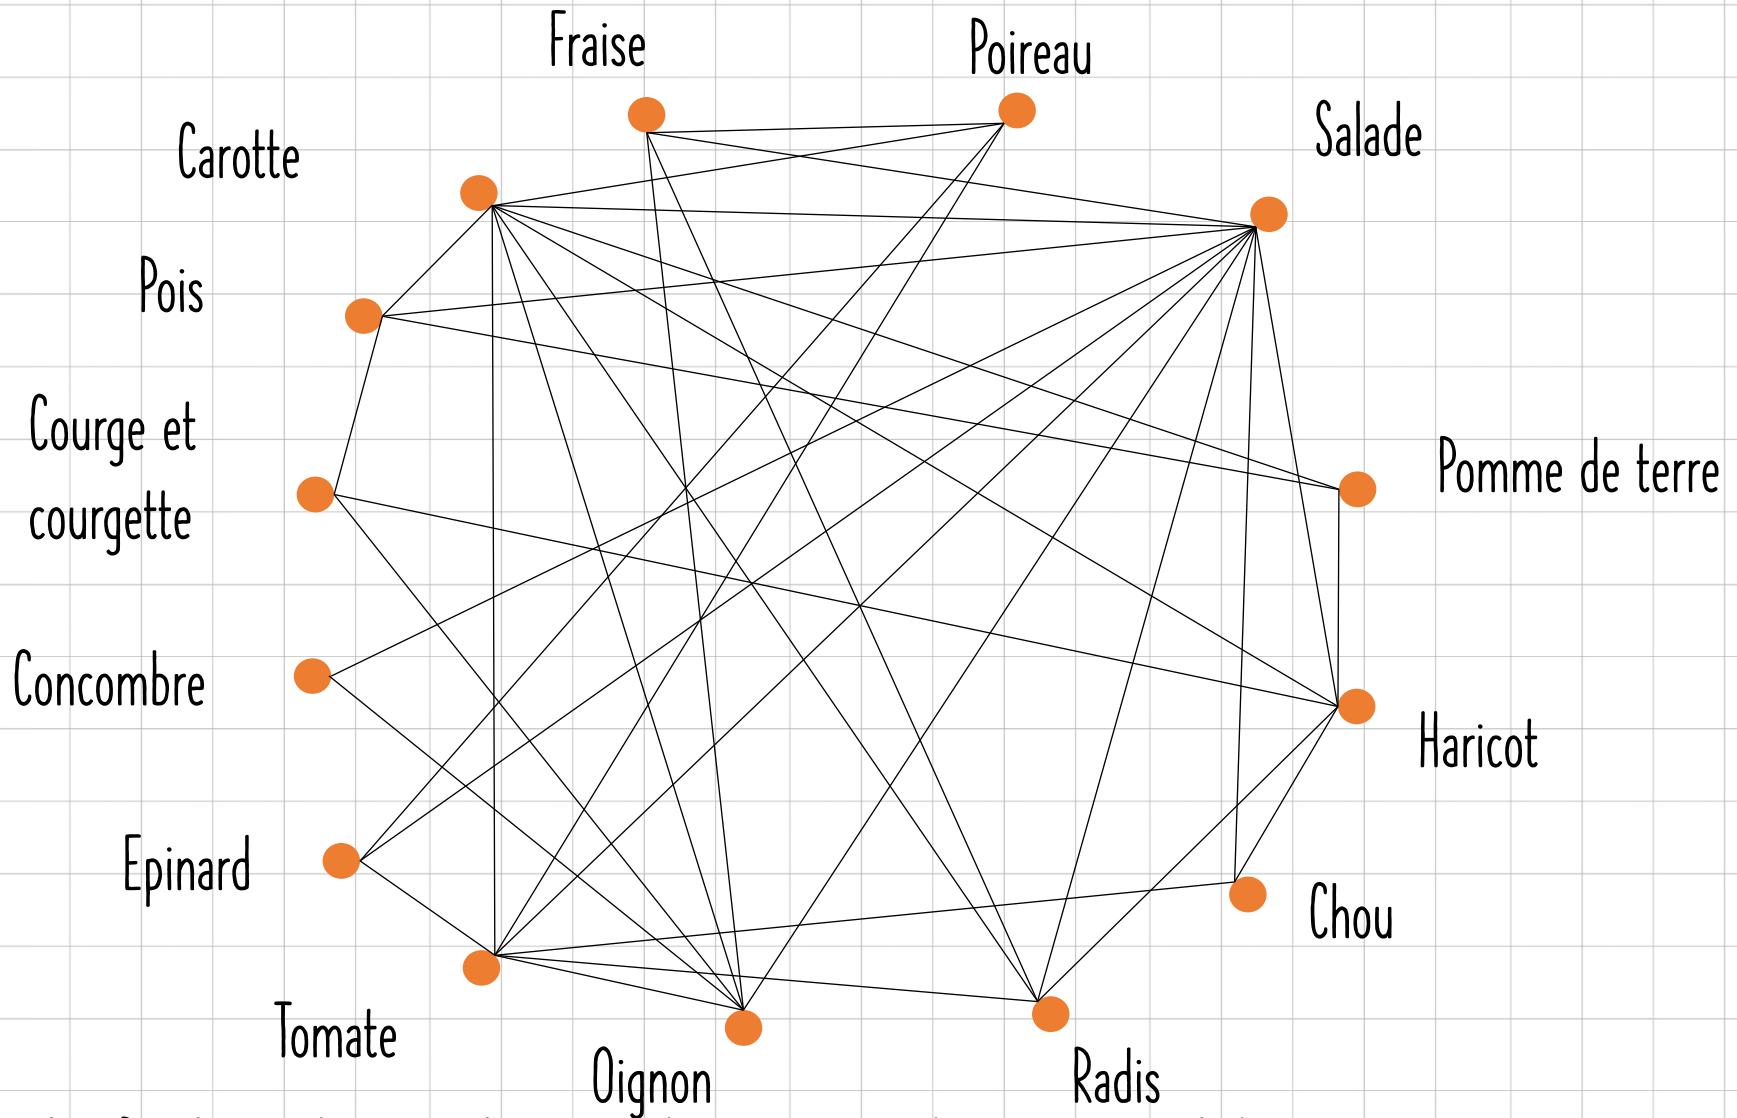 Fraise
Poireau
Salade
Carotte
Pois
Courge et
courgette
Pomme de terre
Concombre
Haricot
Epinard
Chou
Tomate
Oignon
Radis